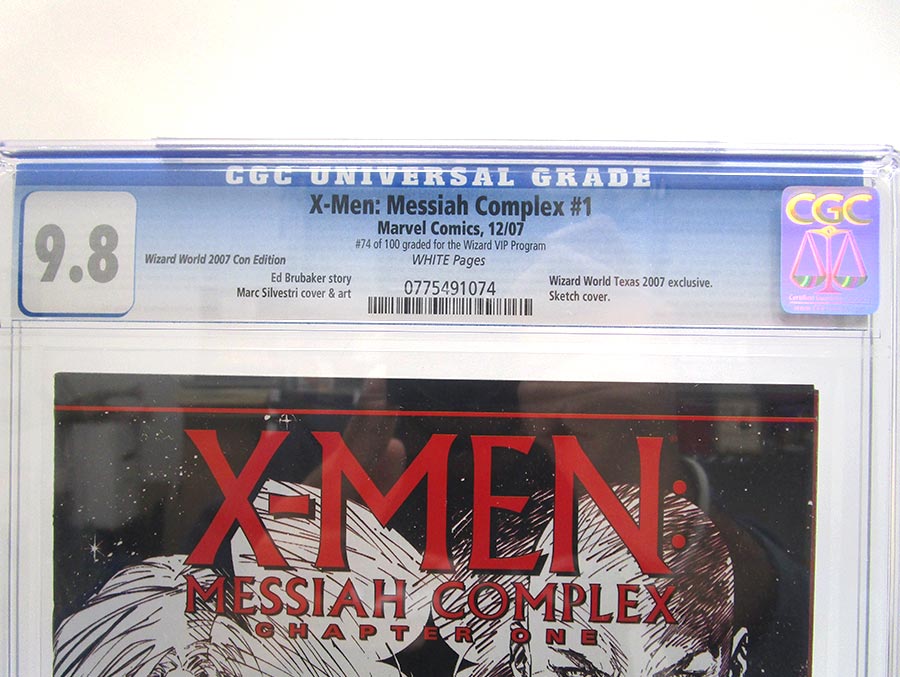 CGC UNIVERSAL GRADE
9.8
X-Men: Messiah Complex #1
Marvel Comics, 12/07
#74 of 100 graded for the Wizard VIP Program
WHITE Pages
Wizard World 2007 Con Edition
Ed Brubaker story
Marc Silvestri cover & art
0775491074
Wizard World Texas 2007 exclusive.
Sketch cover.
CGC
X-MEN:
MESSIAH COMPLEX
CHAPTER ONE